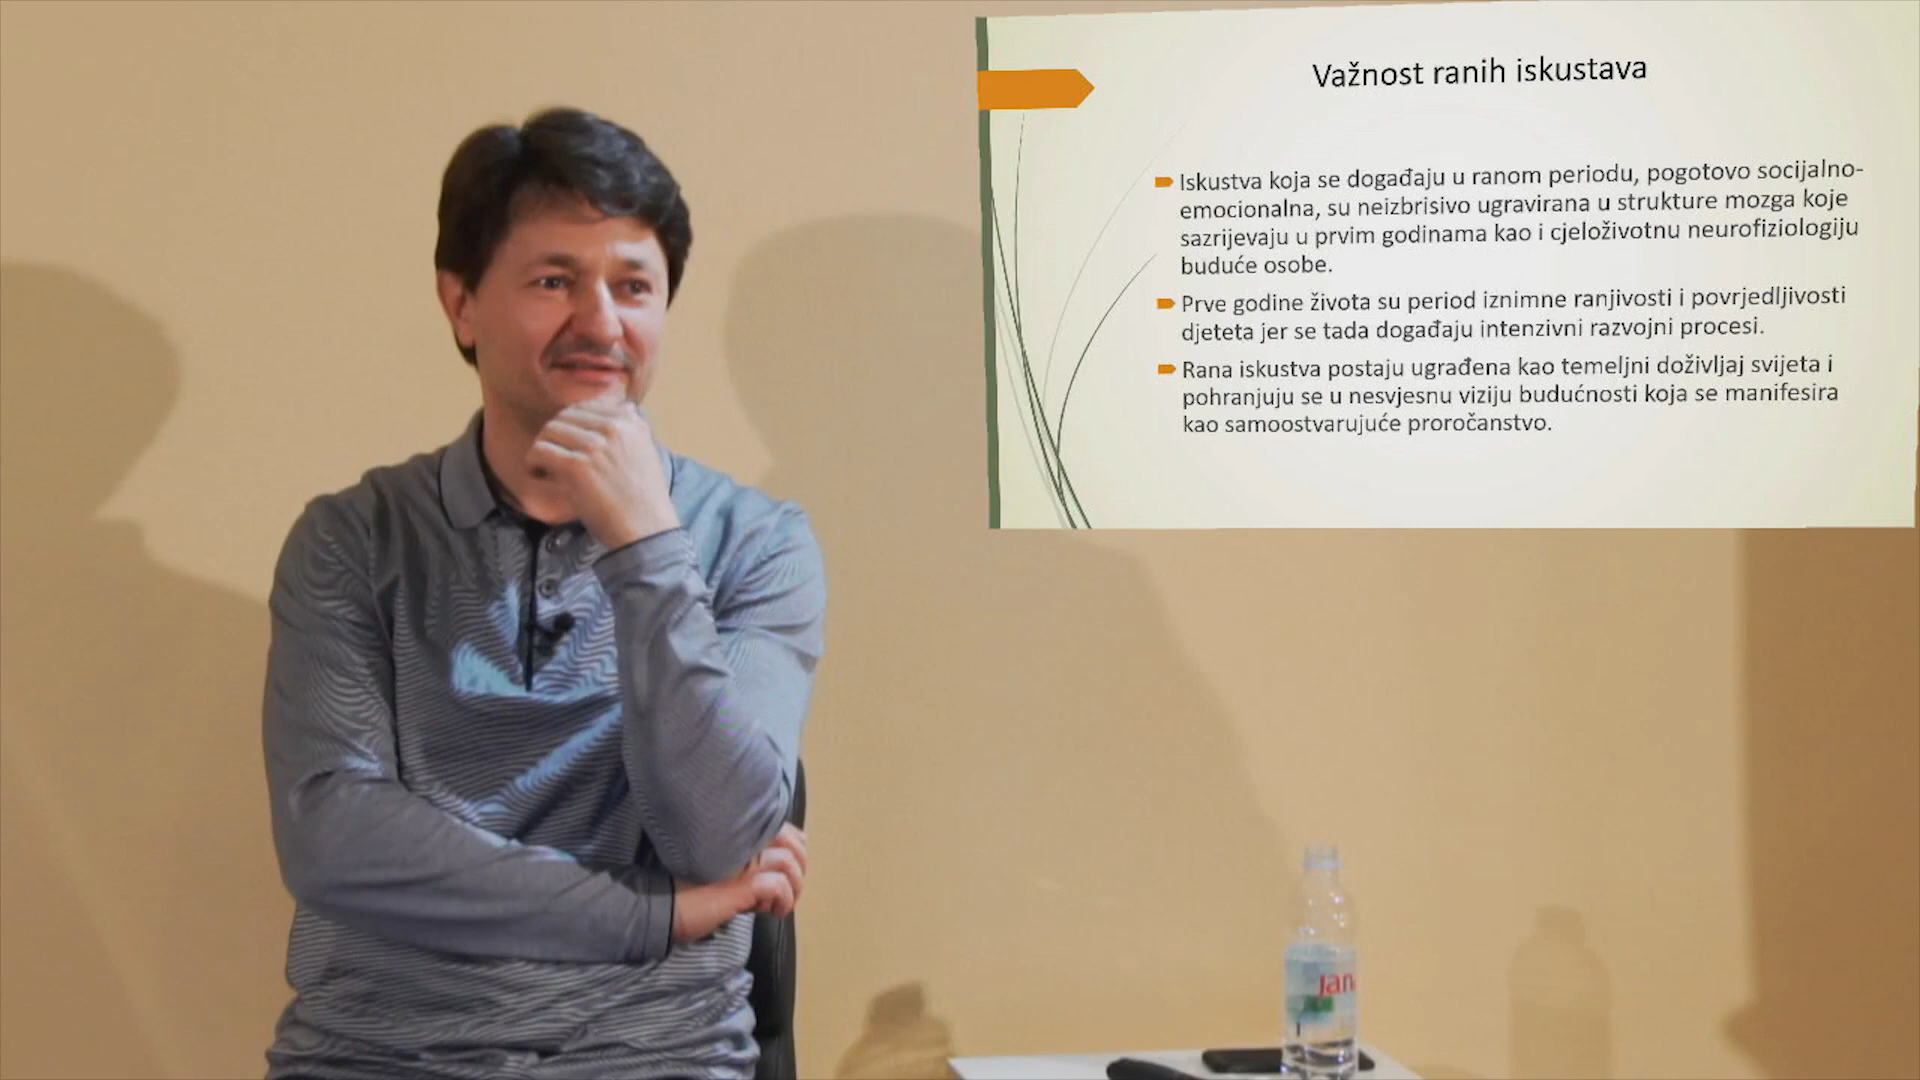 Važnost ranih iskustava
Iskustva koja se događaju u ranom periodu, pogotovo socijalno-
emocionalna, su neizbrisivo ugravirana u strukture mozga koje
sazrijevaju u prvim godinama kao i cjeloživotnu neurofiziologiju
buduće osobe.
Prve godine života su period iznimne ranjivosti i povrjedljivosti
djeteta jer se tada događaju intenzivni razvojni procesi.
Rana iskustva postaju ugrađena kao temeljni doživljaj svijeta i
pohranjuju se u nesvjesnu viziju budućnosti koja se manifesira
kao samoostvarujuće proročanstvo.